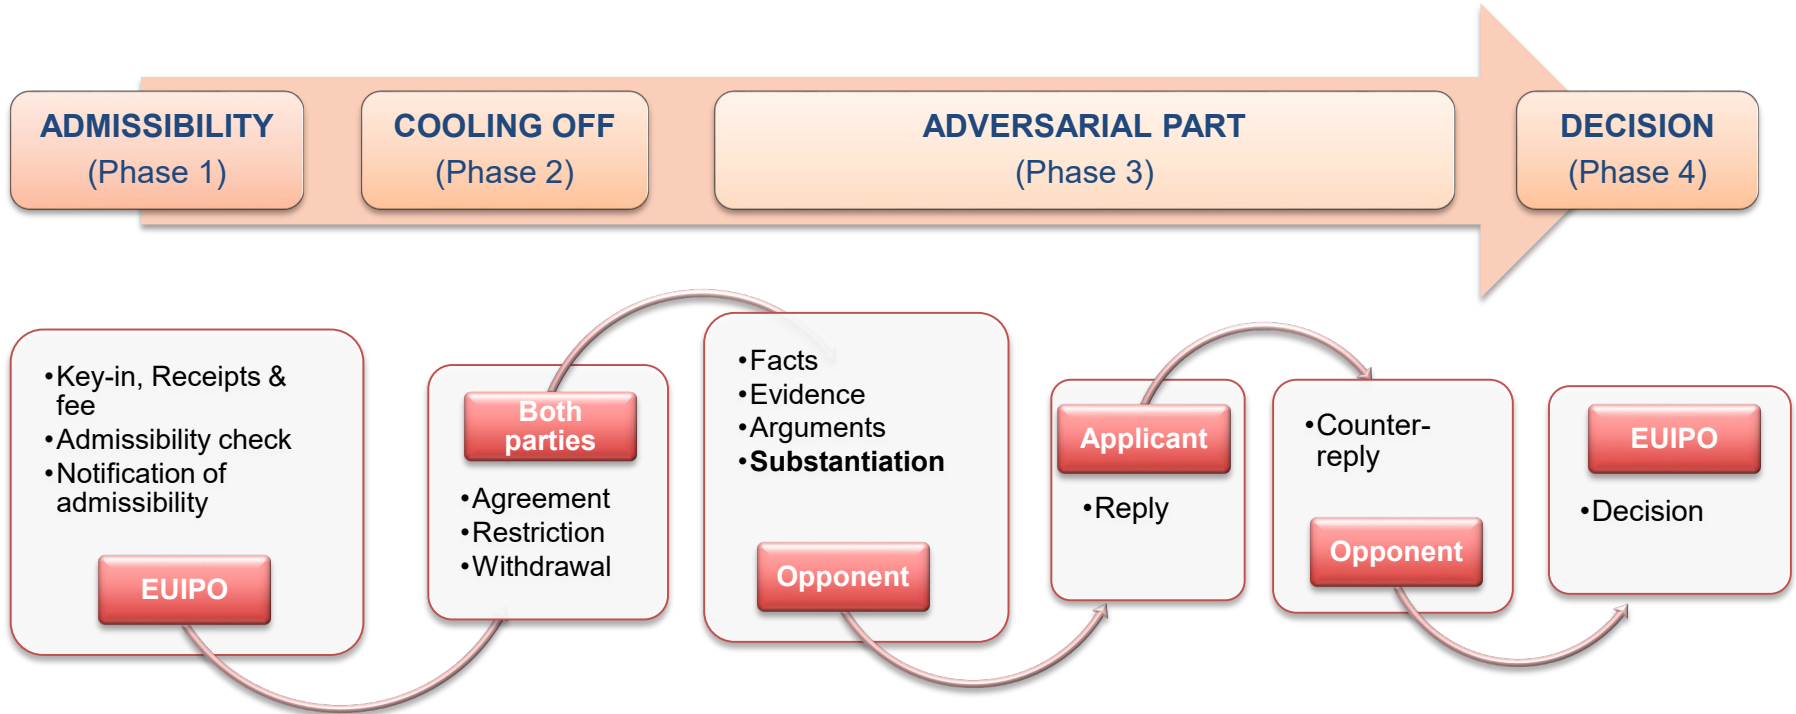 ADMISSIBILITY
(Phase 1)
COOLING OFF
(Phase 2)
ADVERSARIAL PART
(Phase 3)
DECISION
(Phase 4)
•Key-in, Receipts &
fee
•Admissibility check
•Notification of
admissibility
EUIPO
Both
parties
•Agreement
•Restriction
•Withdrawal
•Facts
•Evidence
•Arguments
•Substantiation
Opponent
Applicant
•Reply
•Counter-
reply
Opponent
EUIPO
•Decision